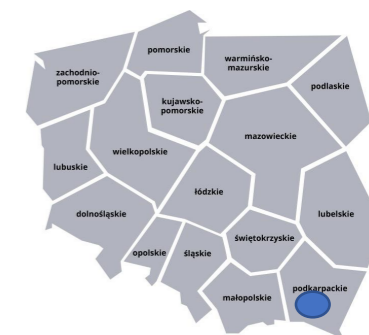 pomorskie
warmińsko-
mazurskie
zachodnio-
pomorskie
podlaskie
kujawsko-
pomorskie
mazowieckie
wielkopolskie
lubuskie
łódzkie
dolnośląskie
lubelskie
świętokrzyskie
opolskie
śląskie
podkarpackie
małopolskie